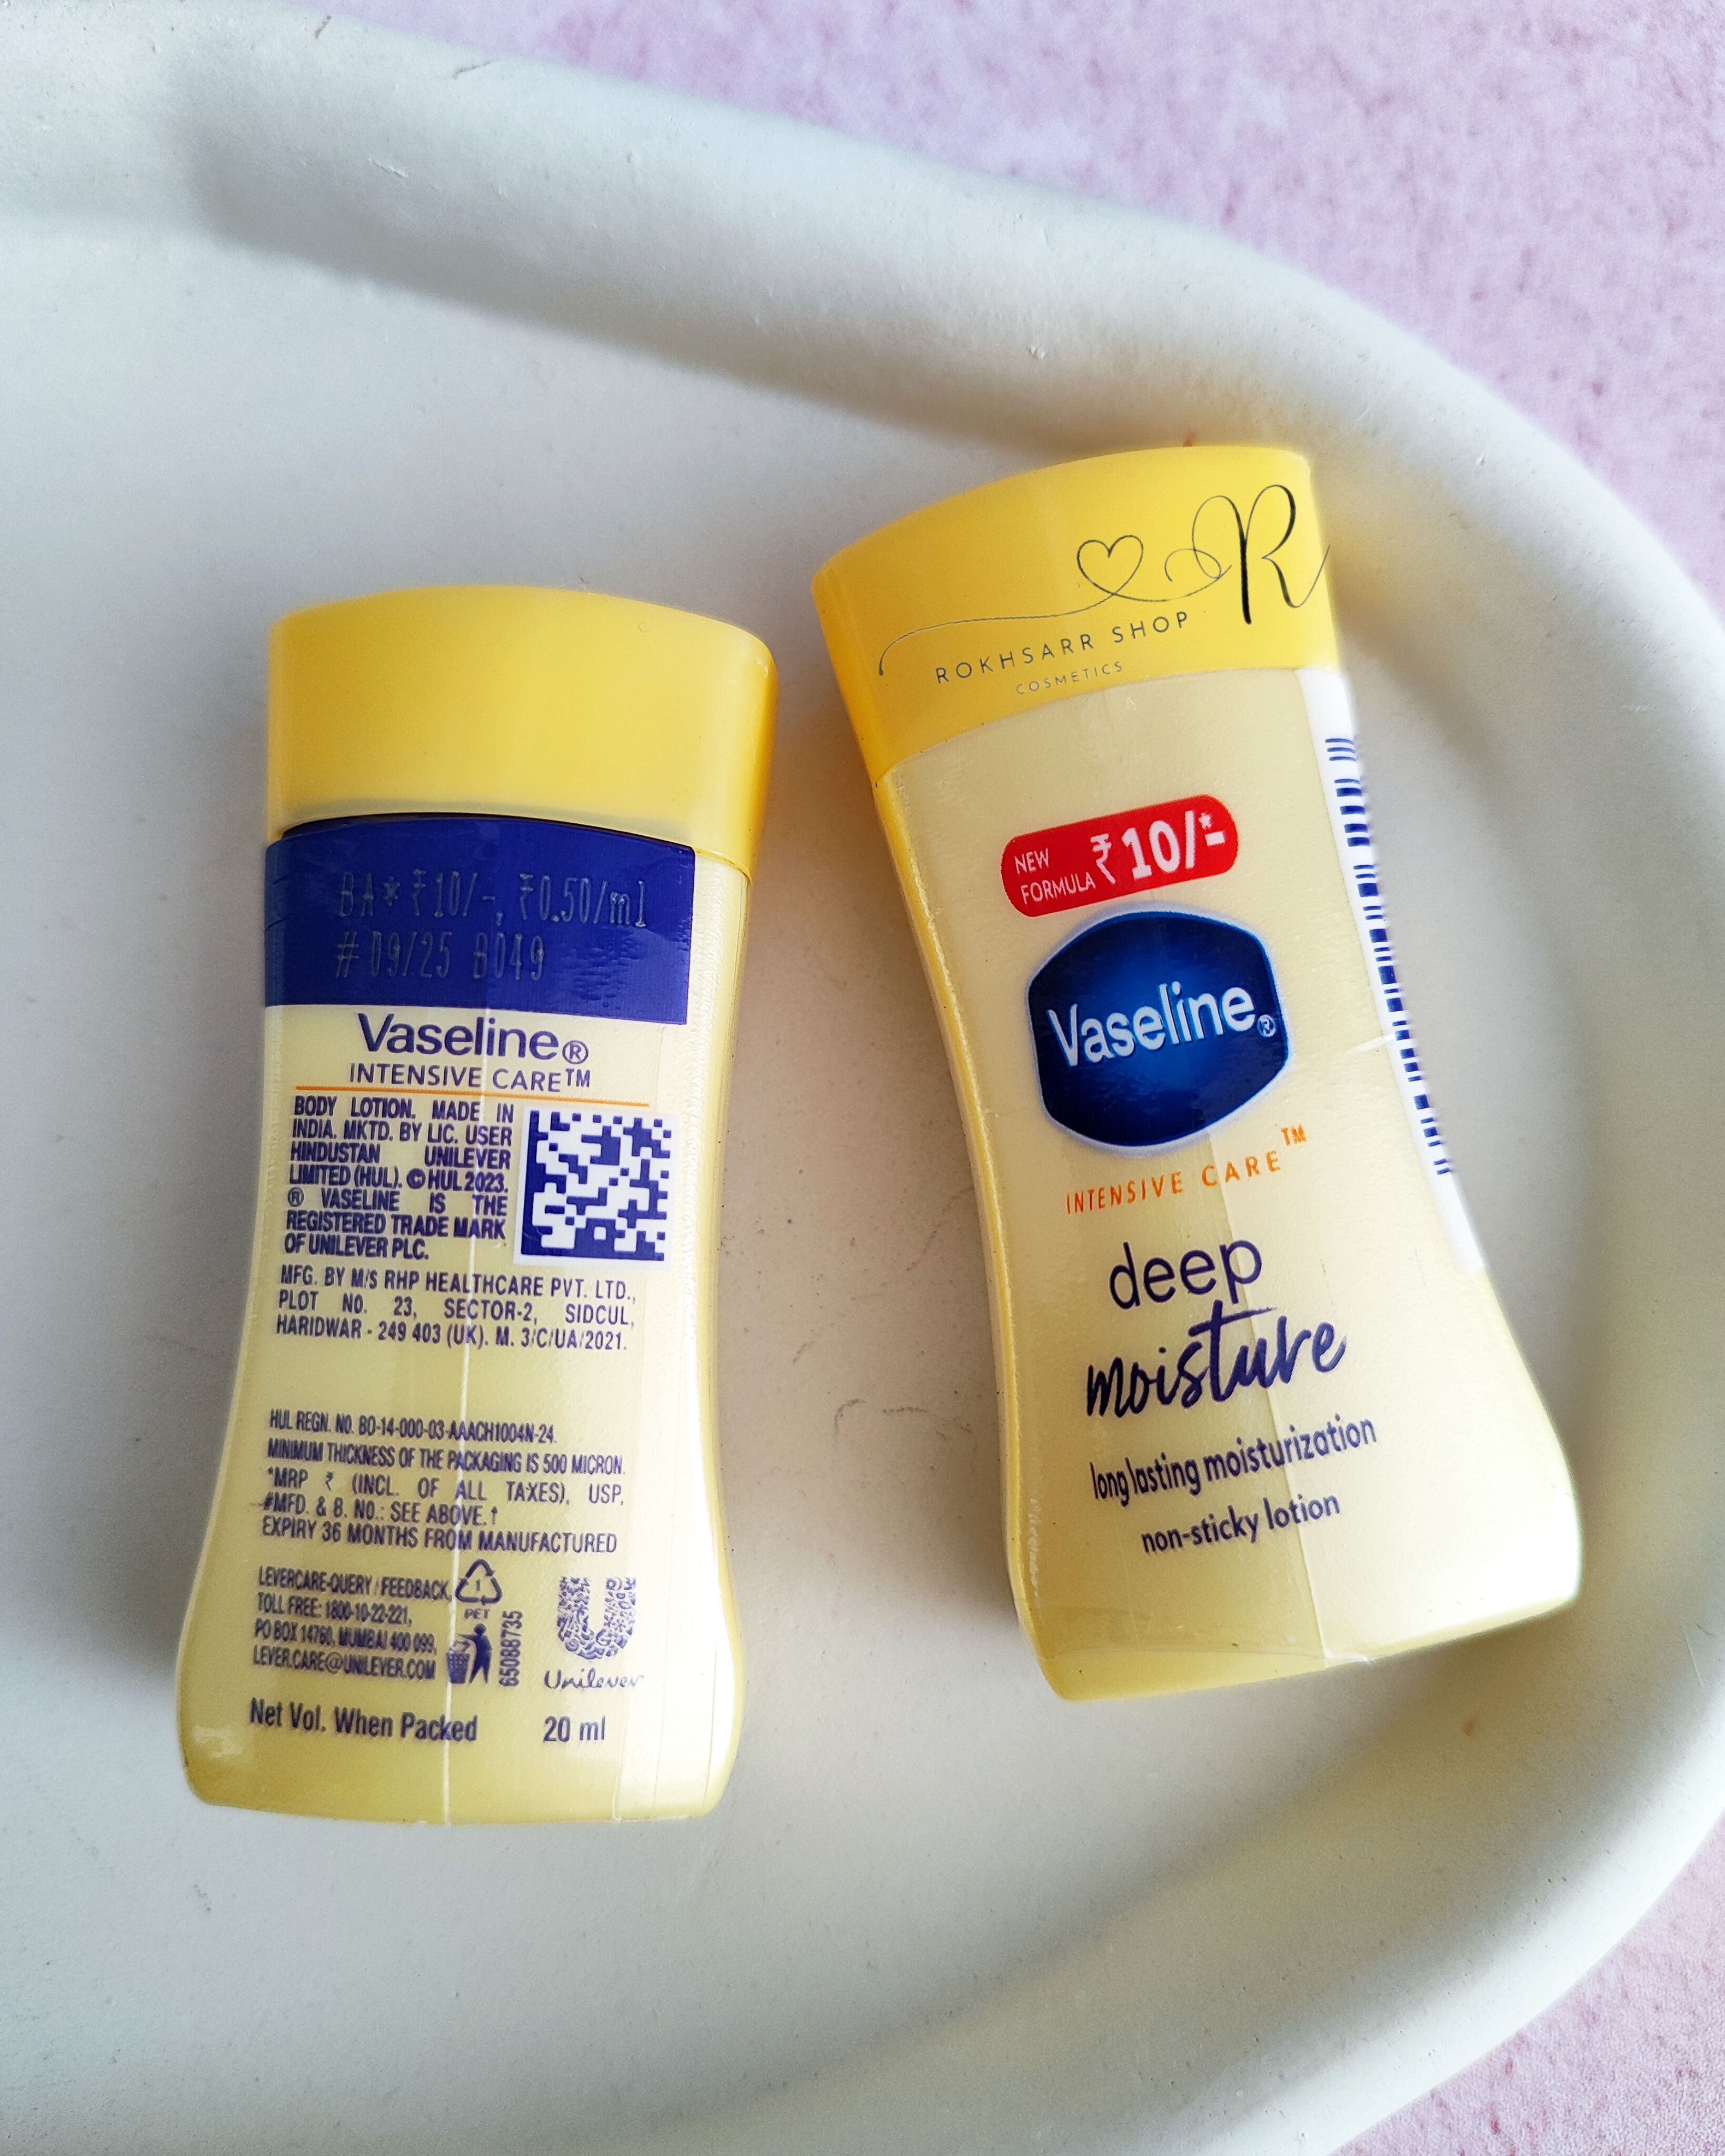 BA* ₹10/-, ₹0.50/ml
# 09/25 B049
Vaseline®
INTENSIVE CARE™
BODY LOTION. MADE IN
INDIA. MKTD. BY LIC. USER
HINDUSTAN UNILEVER
LIMITED (HUL). © HUL 2023.
® VASELINE IS THE
REGISTERED TRADE MARK
OF UNILEVER PLC.
MFG. BY M/S RHP HEALTHCARE PVT. LTD.,
PLOT NO. 23, SECTOR-2, SIDCUL,
HARIDWAR - 249 403 (UK). M. 3/C/UA/2021.
HUL REGN. NO. BO-14-000-03-AAACH1004N-24.
MINIMUM THICKNESS OF THE PACKAGING IS 500 MICRON.
*MRP ₹ (INCL. OF ALL TAXES), USP,
#MFD. & B. NO.: SEE ABOVE.↑
EXPIRY 36 MONTHS FROM MANUFACTURED
LEVERCARE-QUERY / FEEDBACK,
TOLL FREE: 1800-10-22-221,
PO BOX 14760, MUMBAI 400 099,
LEVER.CARE@UNILEVER.COM
1
PET
65088735
Unilever
Net Vol. When Packed 20 ml
R
ROKHSARR SHOP
COSMETICS
NEW
FORMULA ₹10/-*
Vaseline®
INTENSIVE CARE™
deep
moisture
long lasting moisturization
non-sticky lotion